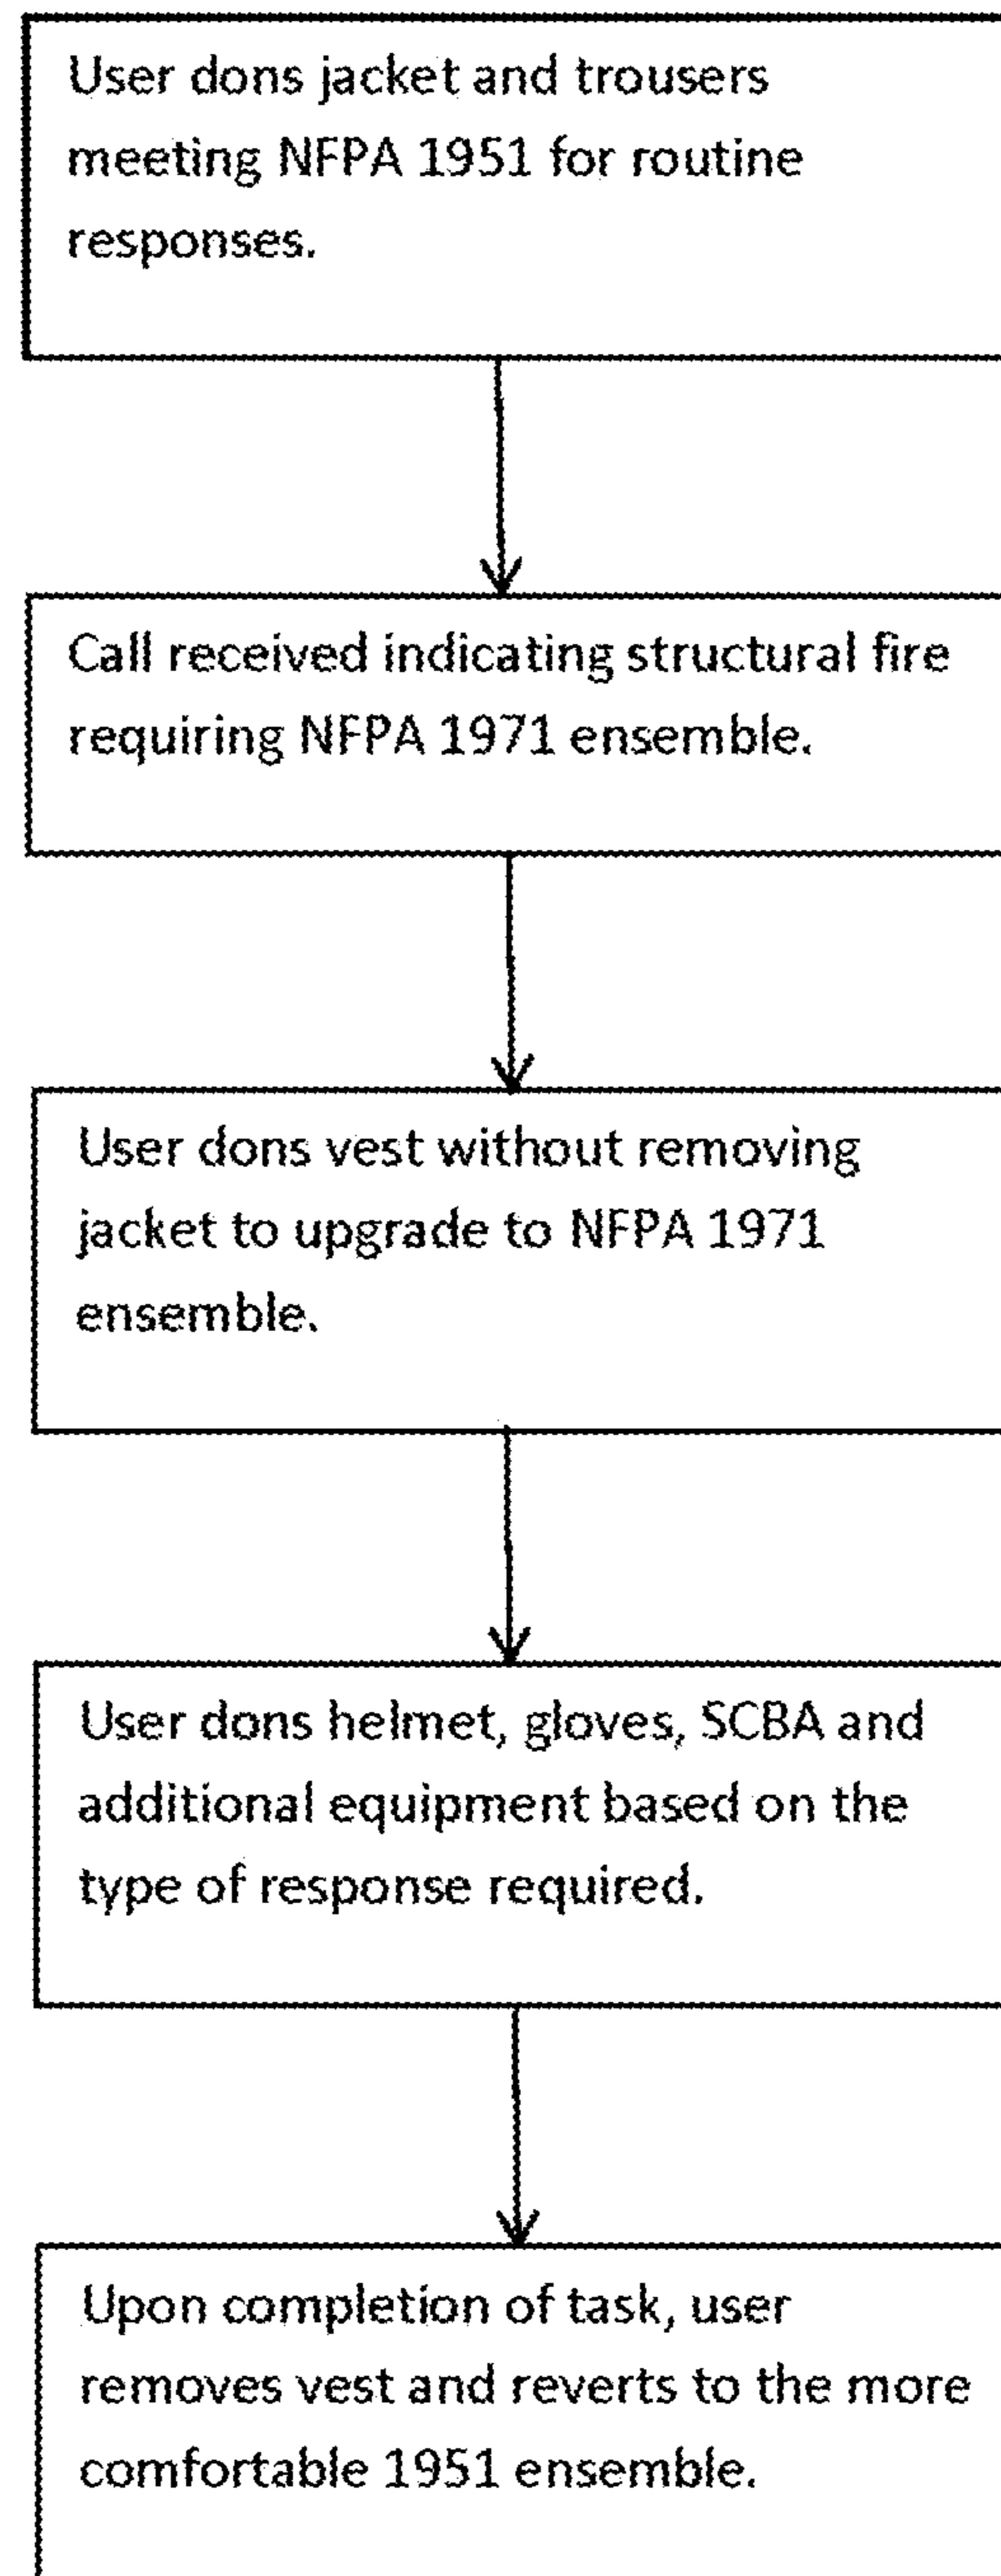 User dons jacket and trousers
meeting NFPA 1951 for routine
responses.
Call received indicating structural fire
requiring NFPA 1971 ensemble.
User dons vest without removing
jacket to upgrade to NFPA 1971
ensemble.
User dons helmet, gloves, SCBA and
additional equipment based on the
type of response required.
Upon completion of task, user
removes vest and reverts to the more
comfortable 1951 ensemble.